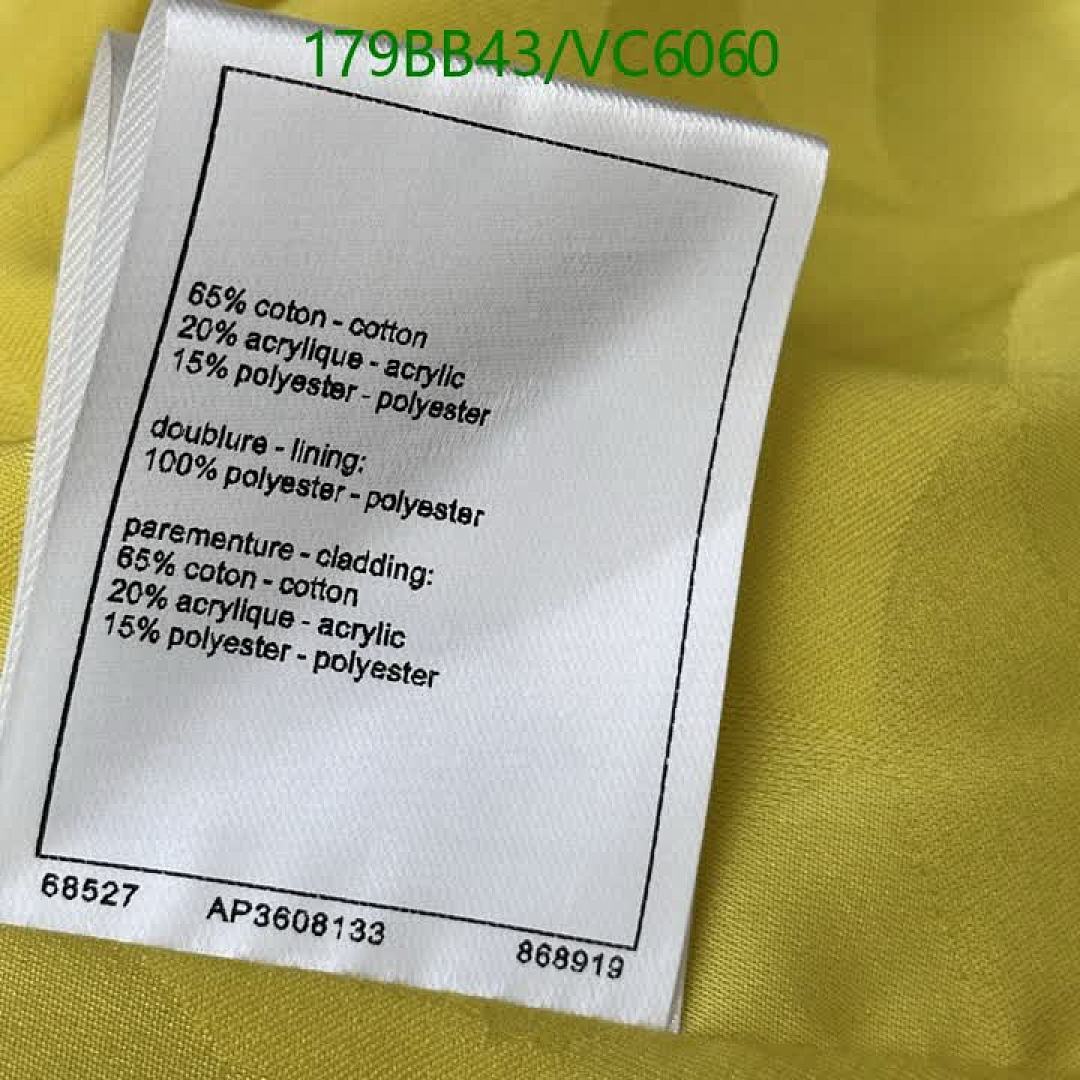 179BB43/VC6060
65% coton - cotton
20% acrylique - acrylic
15% polyester - polyester
doublure - lining:
100% polyester - polyester
parementure - cladding:
65% coton - cotton
20% acrylique - acrylic
15% polyester - polyester
68527 AP3608133 868919